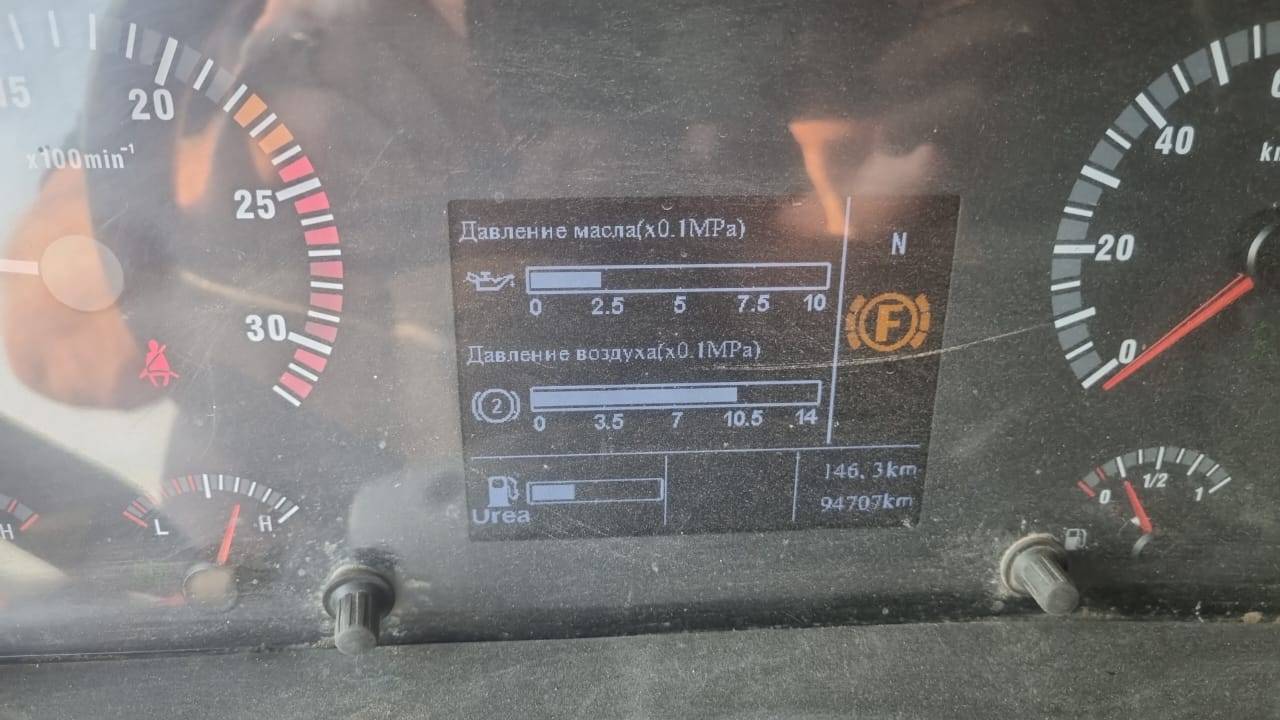 15
20
x100min⁻¹
25
30
H
L
H
Давление масла(x0.1MPa)
0 2.5 5 7.5 10
Давление воздуха(x0.1MPa)
2
0 3.5 7 10.5 14
Urea
N
F
146.3km
94707km
40
20
0
0 1/2 1